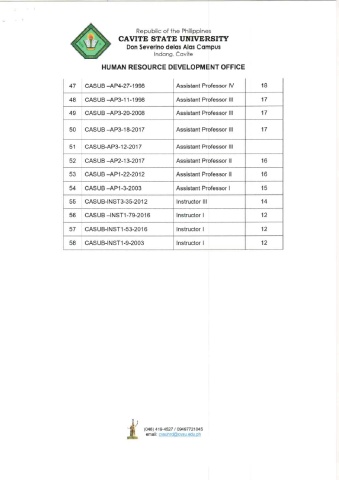 Republic of the Philippines
CAVITE STATE UNIVERSITY
Don Severino delas Alas Campus
Indang, Cavite
HUMAN RESOURCE DEVELOPMENT OFFICE
47 CASUB –AP4-27-1998 Assistant Professor IV 18
48 CASUB –AP3-11-1998 Assistant Professor III 17
49 CASUB –AP3-29-2008 Assistant Professor III 17
50 CASUB –AP3-18-2017 Assistant Professor III 17
51 CASUB-AP3-12-2017 Assistant Professor III
52 CASUB –AP2-13-2017 Assistant Professor II 16
53 CASUB –AP1-22-2012 Assistant Professor II 16
54 CASUB –AP1-3-2003 Assistant Professor I 15
55 CASUB-INST3-35-2012 Instructor III 14
56 CASUB –INST1-79-2016 Instructor I 12
57 CASUB-INST1-53-2016 Instructor I 12
58 CASUB-INST1-9-2003 Instructor I 12
(046) 419-4527 / 09497721045
email: